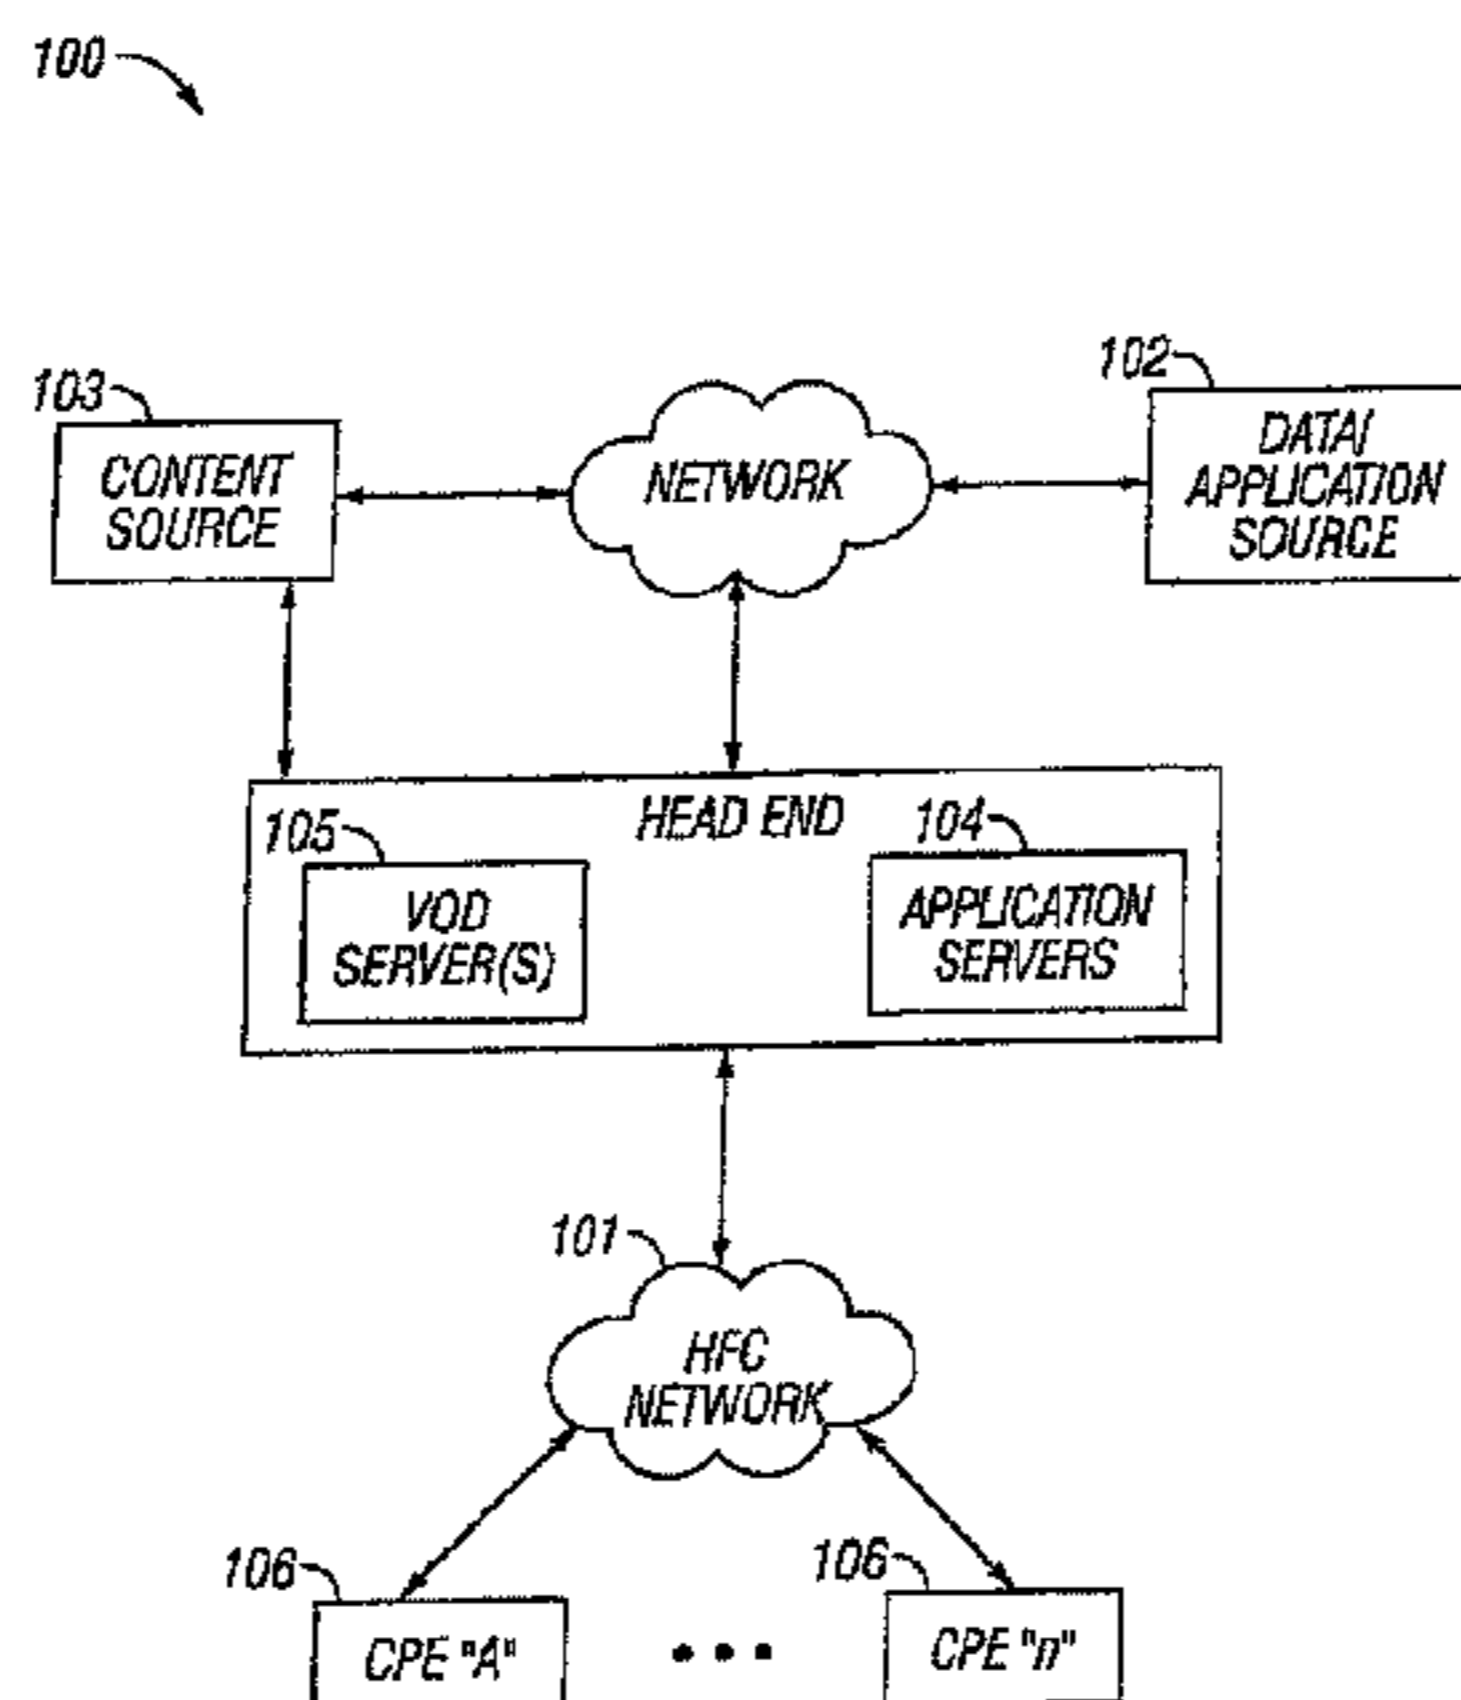 100
103
CONTENT
SOURCE
NETWORK
102
DATA/
APPLICATION
SOURCE
HEAD END
105
VOD
SERVER(S)
104
APPLICATION
SERVERS
101
HFC
NETWORK
106
CPE "A"
106
CPE "n"